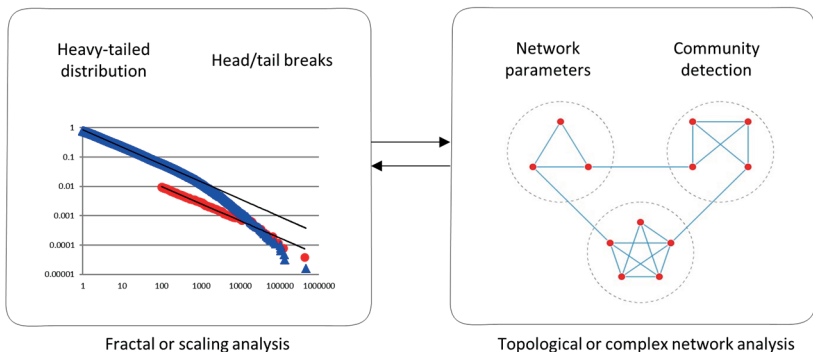 Heavy-tailed
distribution
Head/tail breaks
1
0.1
0.01
0.001
0.0001
0.00001
1 10 100 1000 10000 100000 1000000
Fractal or scaling analysis
Network
parameters
Community
detection
Topological or complex network analysis